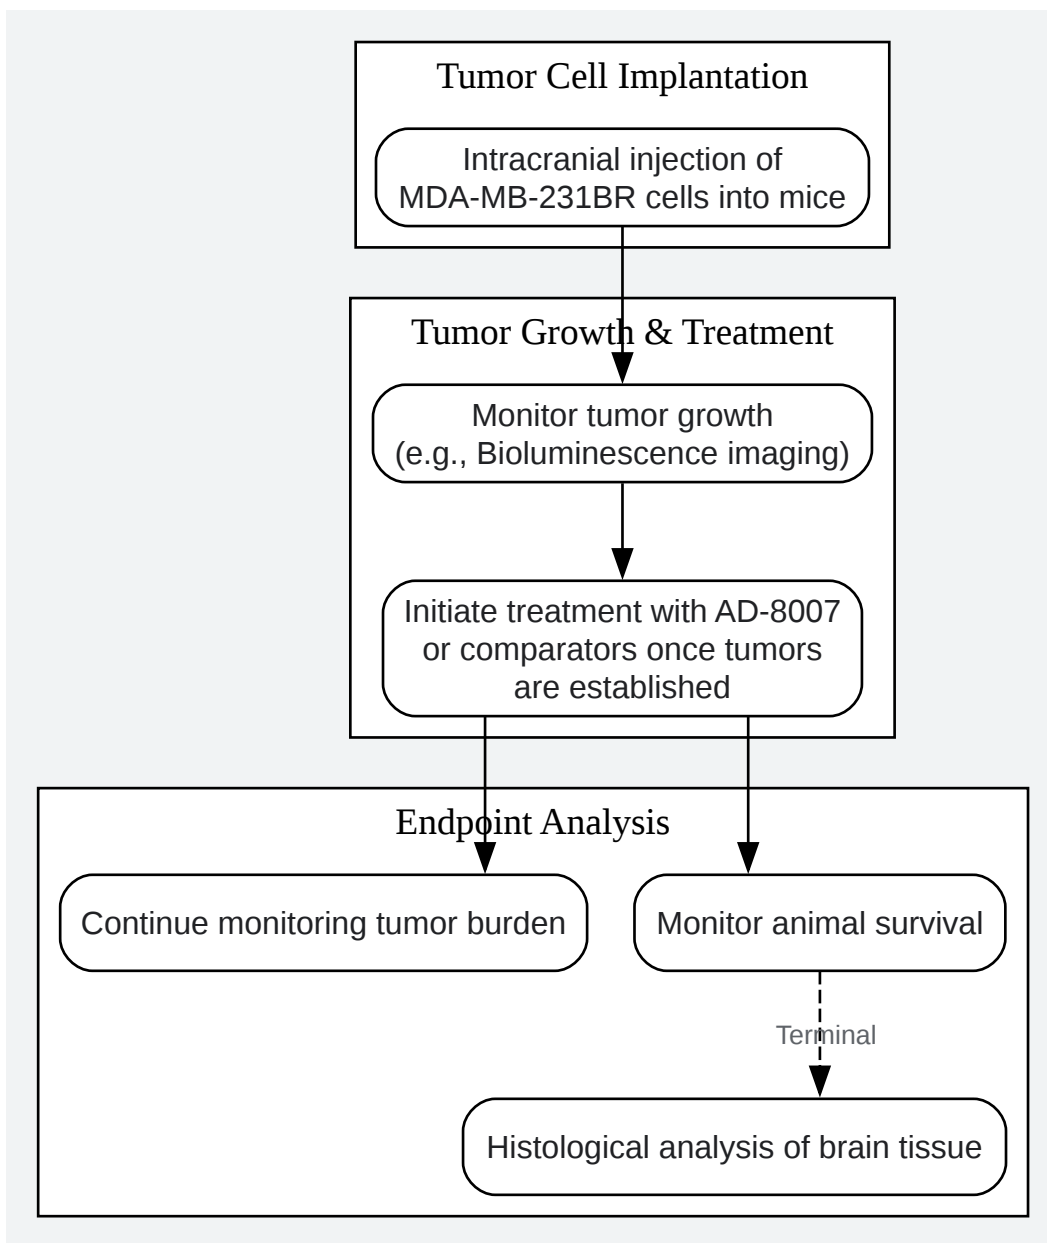 Tumor Cell Implantation
Intracranial injection of
MDA-MB-231BR cells into mice
Tumor Growth & Treatment
Monitor tumor growth
(e.g., Bioluminescence imaging)
Initiate treatment with AD-8007
or comparators once tumors
are established
Endpoint Analysis
Continue monitoring tumor burden
Monitor animal survival
Terminal
Histological analysis of brain tissue